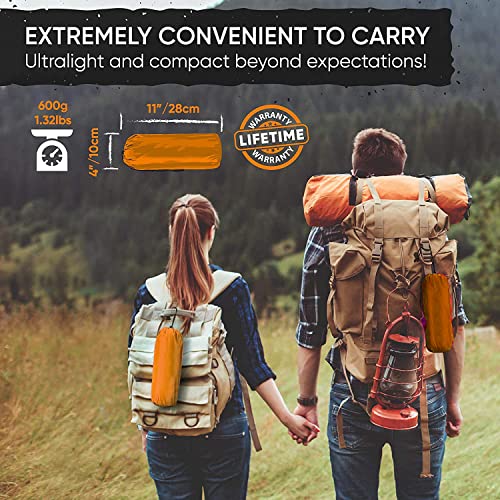 EXTREMELY CONVENIENT TO CARRY
Ultralight and compact beyond expectations!
600g
1.32lbs
11"/28cm
4"/10cm
WARRANTY
LIFETIME
WARRANTY